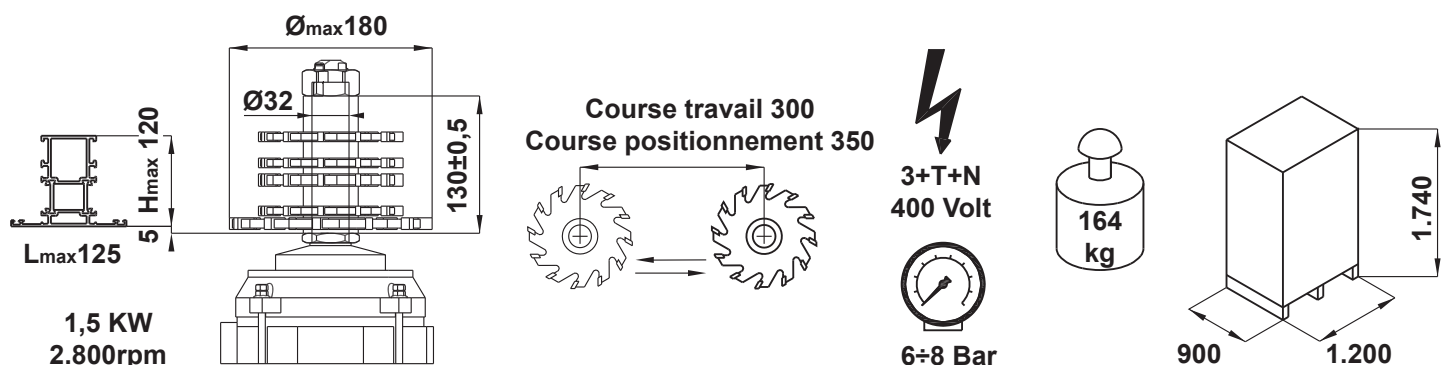 Ømax180
Ø32
130±0,5
Hmax 120
5
Lmax125
1,5 KW
2.800rpm
Course travail 300
Course positionnement 350
3+T+N
400 Volt
6÷8 Bar
164
kg
1.740
900
1.200